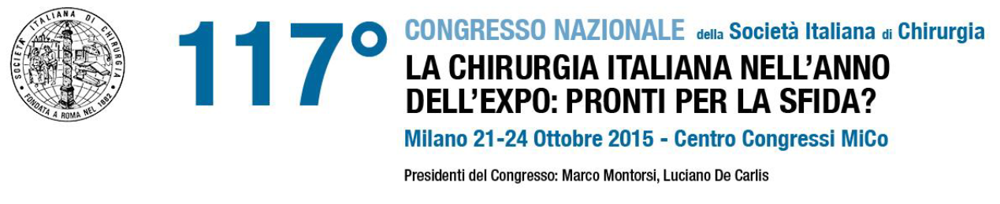 SOCIETÀ ITALIANA DI CHIRURGIA
FONDATA A ROMA NEL 1882
117°
CONGRESSO NAZIONALE della Società Italiana di Chirurgia
LA CHIRURGIA ITALIANA NELL'ANNO
DELL'EXPO: PRONTI PER LA SFIDA?
Milano 21-24 Ottobre 2015 - Centro Congressi MiCo
Presidenti del Congresso: Marco Montorsi, Luciano De Carlis